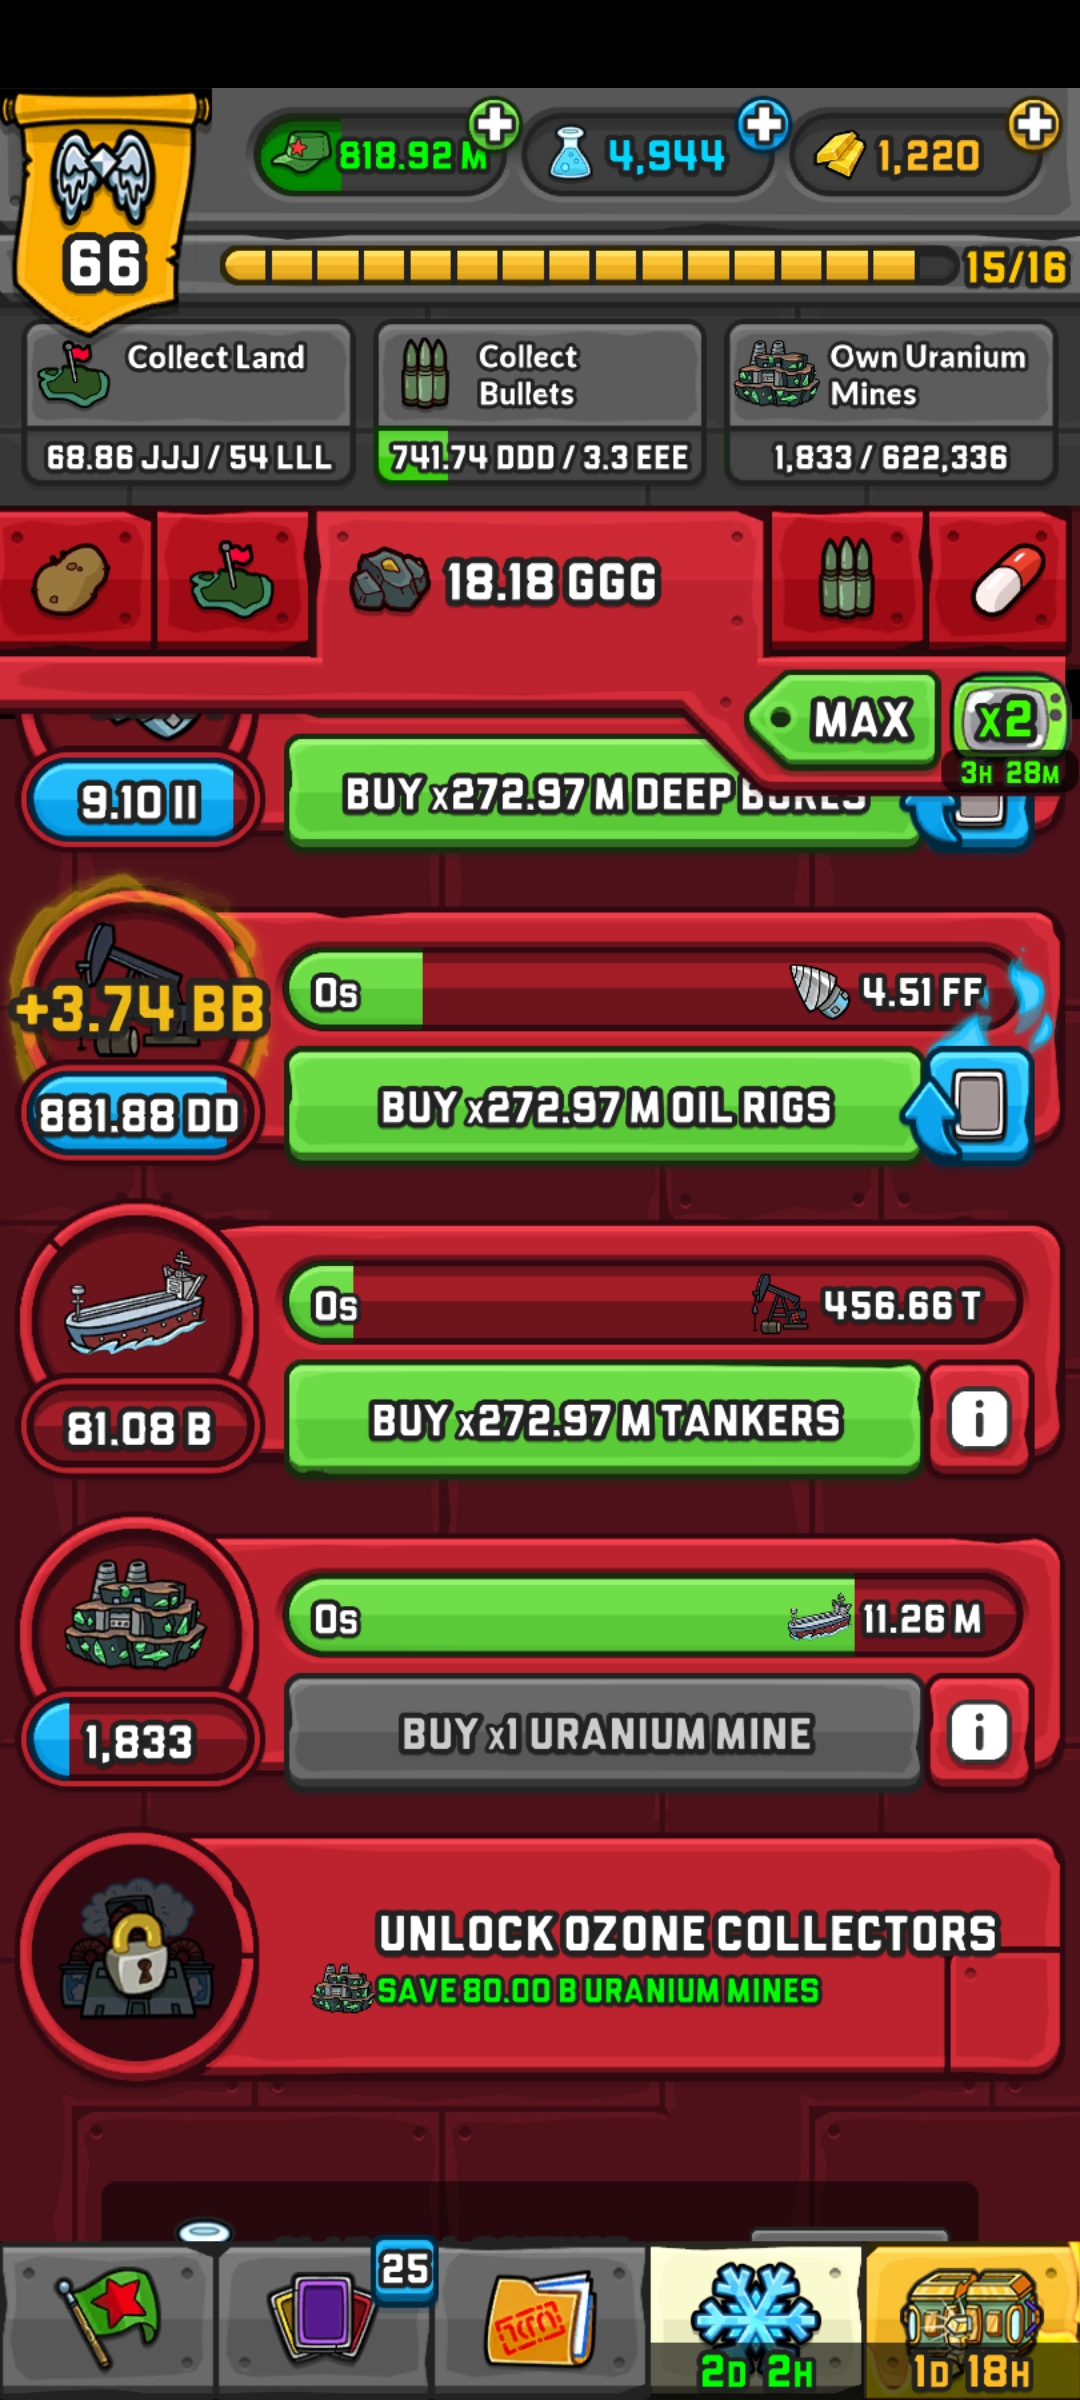 818.92 M
4,944
1,220
66
15/16
Collect Land
68.86 JJJ / 54 LLL
Collect
Bullets
741.74 DDD / 3.3 EEE
Own Uranium
Mines
1,833 / 622,336
18.18 GGG
MAX
x2
3H 28M
9.10 II
BUY x272.97 M DEEP BORES
+3.74 BB
0s
4.51 FF
881.88 DD
BUY x272.97 M OIL RIGS
0s
456.66 T
81.08 B
BUY x272.97 M TANKERS
i
0s
11.26 M
1,833
BUY x1 URANIUM MINE
i
UNLOCK OZONE COLLECTORS
SAVE 80.00 B URANIUM MINES
25
2D 2H
1D 18H